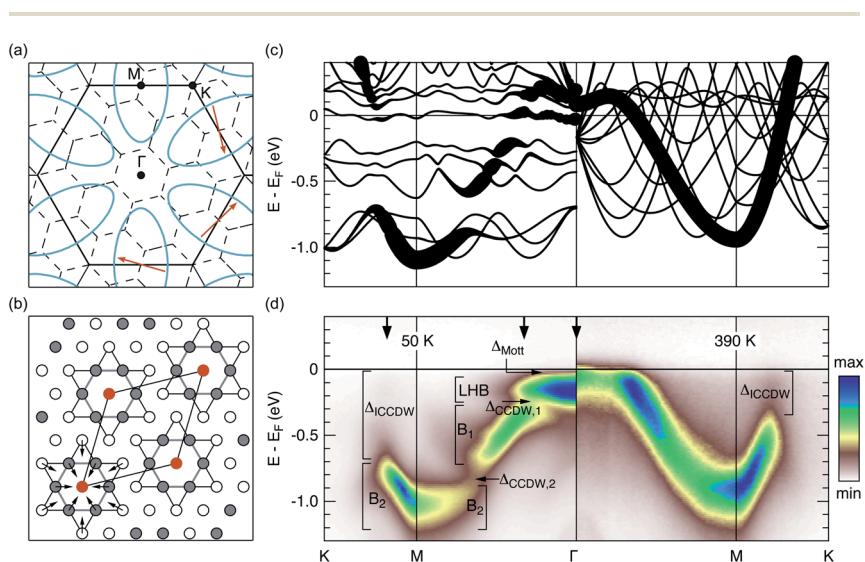 (a)
M
K
Γ
(b)
(c)
E - E_F (eV)
0
-0.5
-1.0
(d)
E - E_F (eV)
0
-0.5
-1.0
50 K
390 K
Δ_Mott
Δ_ICCDW
LHB
Δ_CCDW,1
B_1
Δ_CCDW,2
B_2
B_2
Δ_ICCDW
max
min
K
M
Γ
M
K